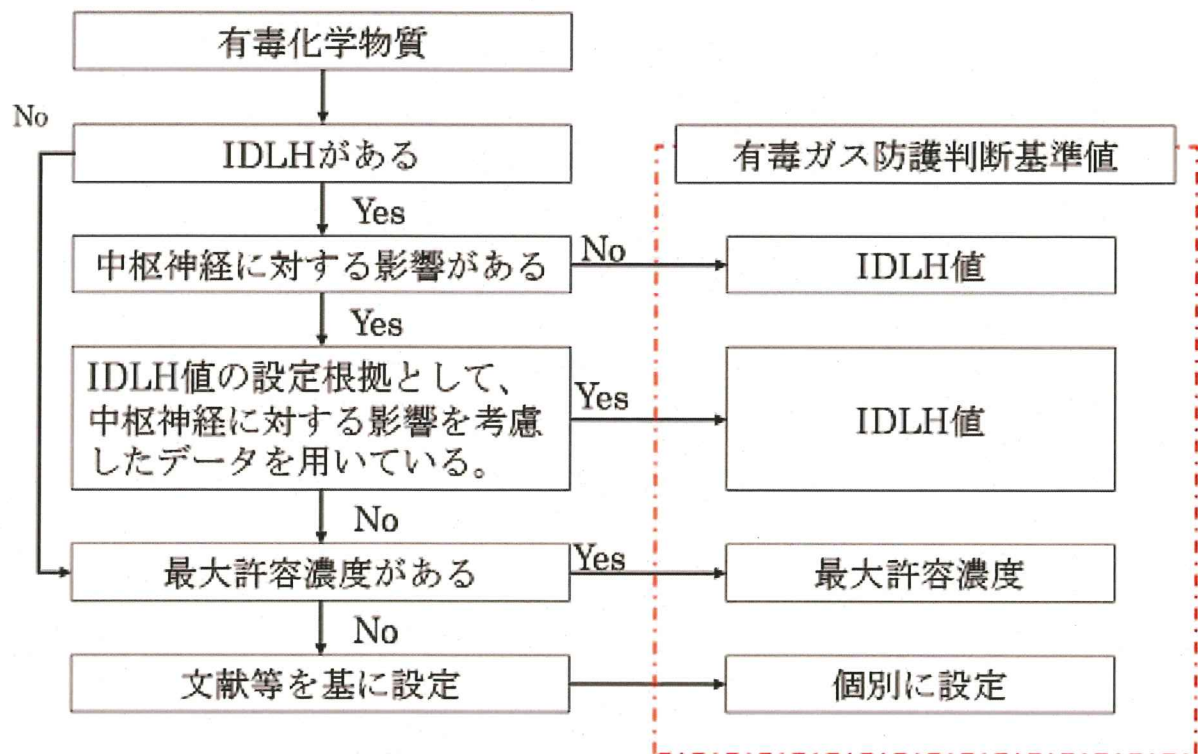 有毒化学物質
No
IDLHがある
有毒ガス防護判断基準値
Yes
中枢神経に対する影響がある
No
IDLH値
Yes
IDLH値の設定根拠として、
中枢神経に対する影響を考慮
したデータを用いている。
Yes
IDLH値
No
最大許容濃度がある
Yes
最大許容濃度
No
文献等を基に設定
個別に設定